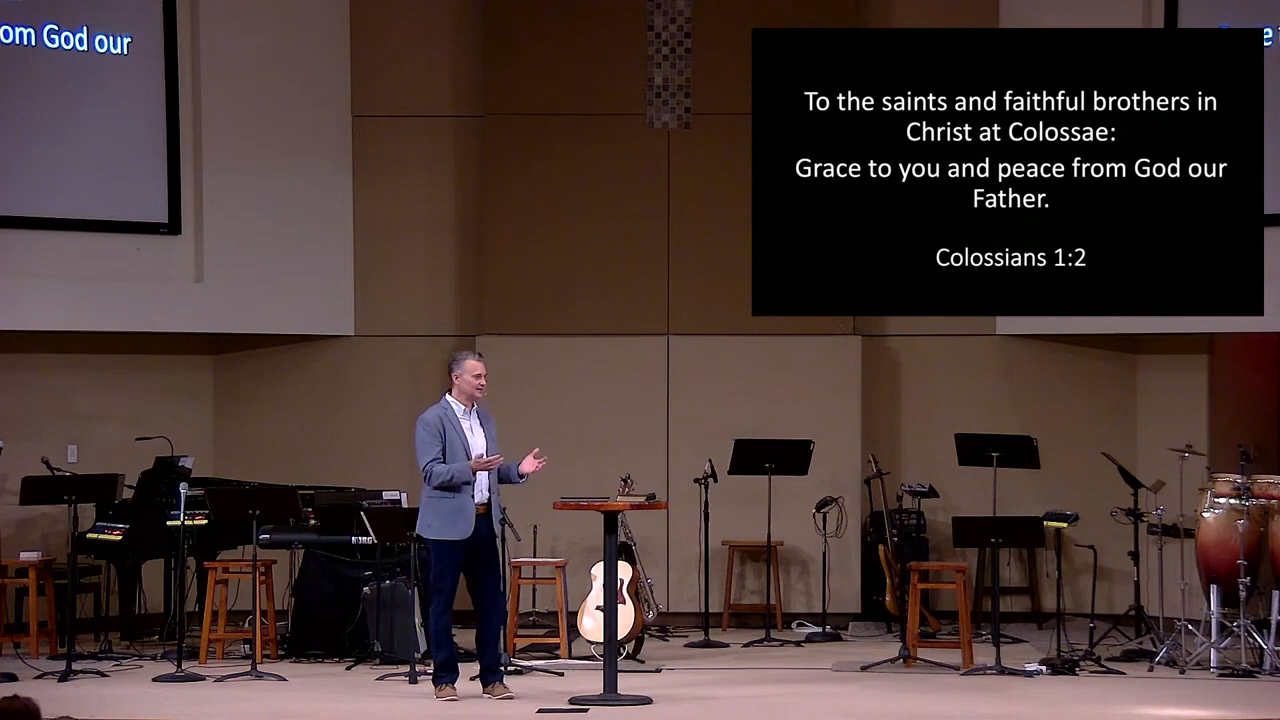 om God our
To the saints and faithful brothers in
Christ at Colossae:
Grace to you and peace from God our
Father.
Colossians 1:2
KORG